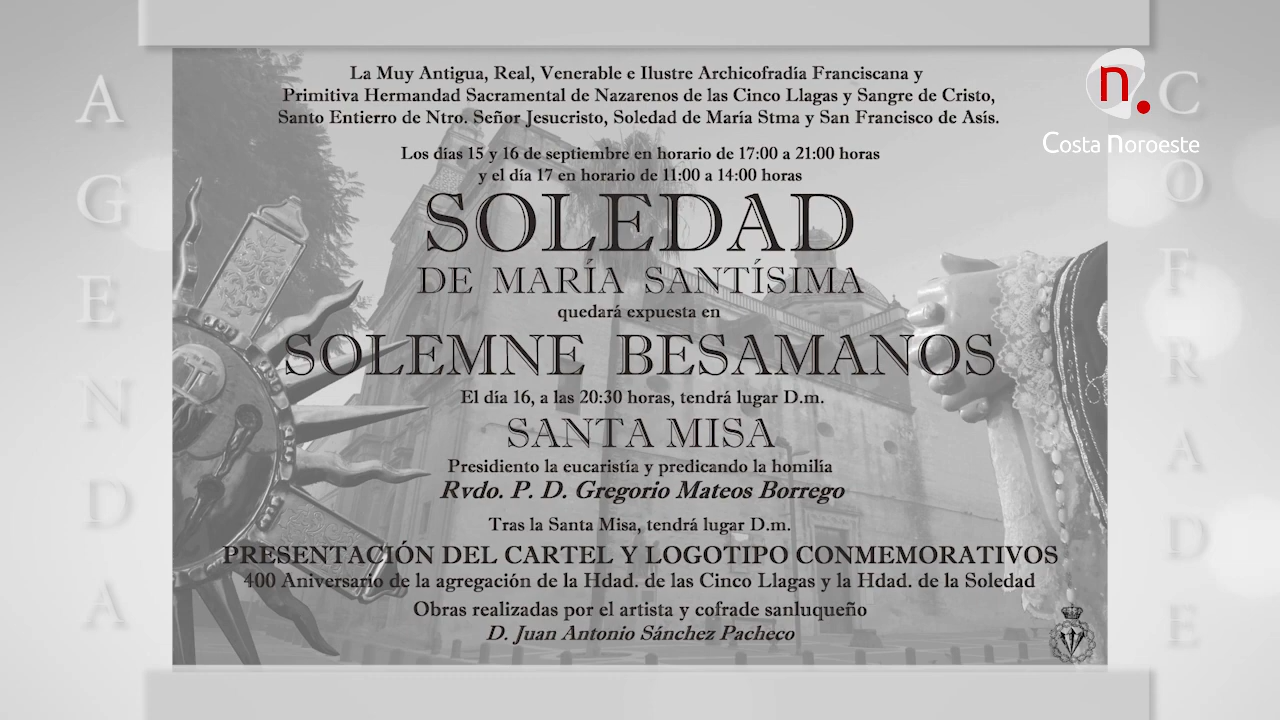 AGENDA
COFRADE
n.
Costa Noroeste
La Muy Antigua, Real, Venerable e Ilustre Archicofradía Franciscana y
Primitiva Hermandad Sacramental de Nazarenos de las Cinco Llagas y Sangre de Cristo,
Santo Entierro de Ntro. Señor Jesucristo, Soledad de María Stma y San Francisco de Asís.
Los días 15 y 16 de septiembre en horario de 17:00 a 21:00 horas
y el día 17 en horario de 11:00 a 14:00 horas
SOLEDAD
DE MARÍA SANTÍSIMA
quedará expuesta en
SOLEMNE BESAMANOS
El día 16, a las 20:30 horas, tendrá lugar D.m.
SANTA MISA
Presidiento la eucaristía y predicando la homilía
Rvdo. P. D. Gregorio Mateos Borrego
Tras la Santa Misa, tendrá lugar D.m.
PRESENTACIÓN DEL CARTEL Y LOGOTIPO CONMEMORATIVOS
400 Aniversario de la agregación de la Hdad. de las Cinco Llagas y la Hdad. de la Soledad
Obras realizadas por el artista y cofrade sanluqueño
D. Juan Antonio Sánchez Pacheco